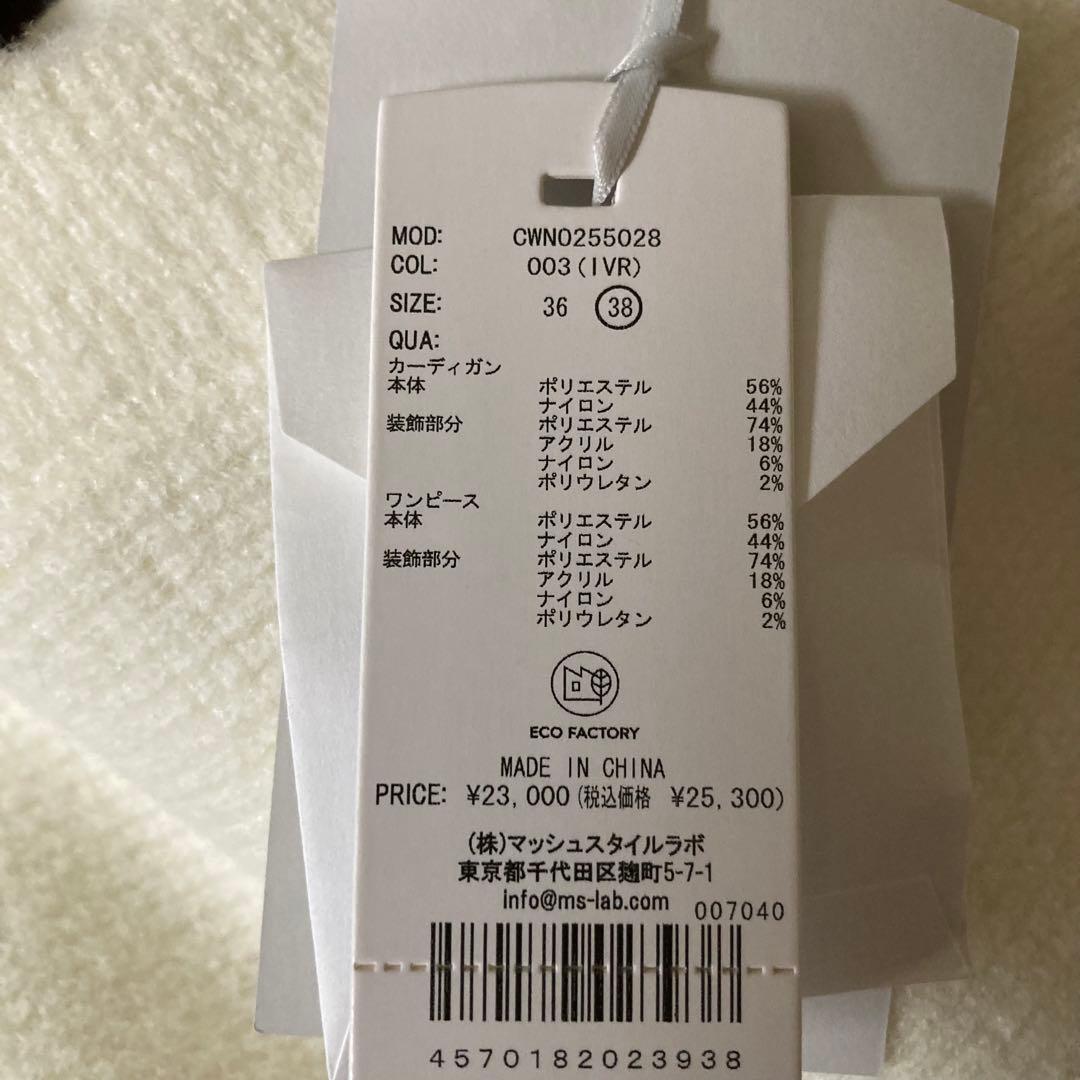 MOD: CWNO255028
COL: 003(IVR)
SIZE: 36 38
QUA:
カーディガン
本体 ポリエステル 56%
ナイロン 44%
装飾部分 ポリエステル 74%
アクリル 18%
ナイロン 6%
ポリウレタン 2%
ワンピース
本体 ポリエステル 56%
ナイロン 44%
装飾部分 ポリエステル 74%
アクリル 18%
ナイロン 6%
ポリウレタン 2%
ECO FACTORY
MADE IN CHINA
PRICE: ¥23,000(税込価格 ¥25,300)
(株)マッシュスタイルラボ
東京都千代田区麹町5-7-1
info@ms-lab.com
007040
4570182023938